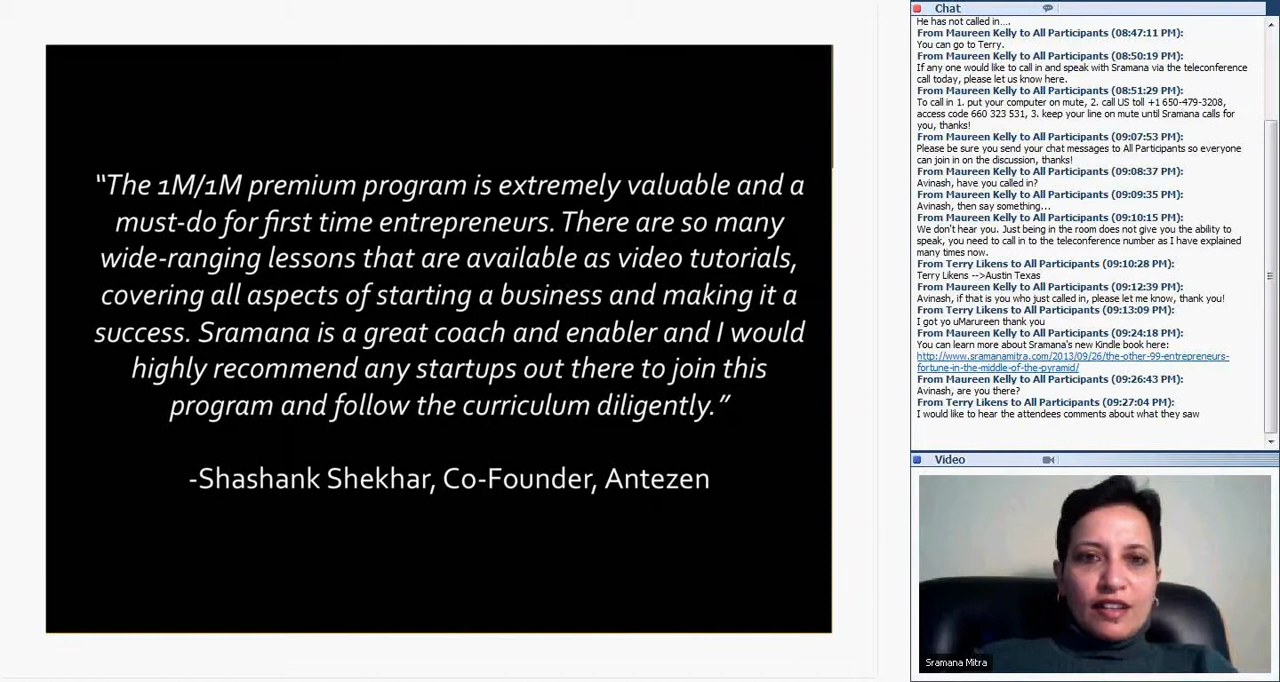 “The 1M/1M premium program is extremely valuable and a
must-do for first time entrepreneurs. There are so many
wide-ranging lessons that are available as video tutorials,
covering all aspects of starting a business and making it a
success. Sramana is a great coach and enabler and I would
highly recommend any startups out there to join this
program and follow the curriculum diligently.”
-Shashank Shekhar, Co-Founder, Antezen
Chat
He has not called in....
From Maureen Kelly to All Participants (08:47:11 PM):
You can go to Terry.
From Maureen Kelly to All Participants (08:50:19 PM):
If any one would like to call in and speak with Sramana via the teleconference
call today, please let us know here.
From Maureen Kelly to All Participants (08:51:29 PM):
To call in 1. put your computer on mute, 2. call US toll +1 650-479-3208,
access code 660 323 531, 3. keep your line on mute until Sramana calls for
you, thanks!
From Maureen Kelly to All Participants (09:07:53 PM):
Please be sure you send your chat messages to All Participants so everyone
can join in on the discussion, thanks!
From Maureen Kelly to All Participants (09:08:37 PM):
Avinash, have you called in?
From Maureen Kelly to All Participants (09:09:35 PM):
Avinash, then say something...
From Maureen Kelly to All Participants (09:10:15 PM):
We don't hear you. Just being in the room does not give you the ability to
speak, you need to call in to the teleconference number as I have explained
many times now.
From Terry Likens to All Participants (09:10:28 PM):
Terry Likens -->Austin Texas
From Maureen Kelly to All Participants (09:12:39 PM):
Avinash, if that is you who just called in, please let me know, thank you!
From Terry Likens to All Participants (09:13:09 PM):
I got yo uMarureen thank you
From Maureen Kelly to All Participants (09:24:18 PM):
You can learn more about Sramana's new Kindle book here:
http://www.sramanamitra.com/2013/09/26/the-other-99-entrepreneurs-
fortune-in-the-middle-of-the-pyramid/
From Maureen Kelly to All Participants (09:26:43 PM):
Avinash, are you there?
From Terry Likens to All Participants (09:27:04 PM):
I would like to hear the attendees comments about what they saw
Video
Sramana Mitra